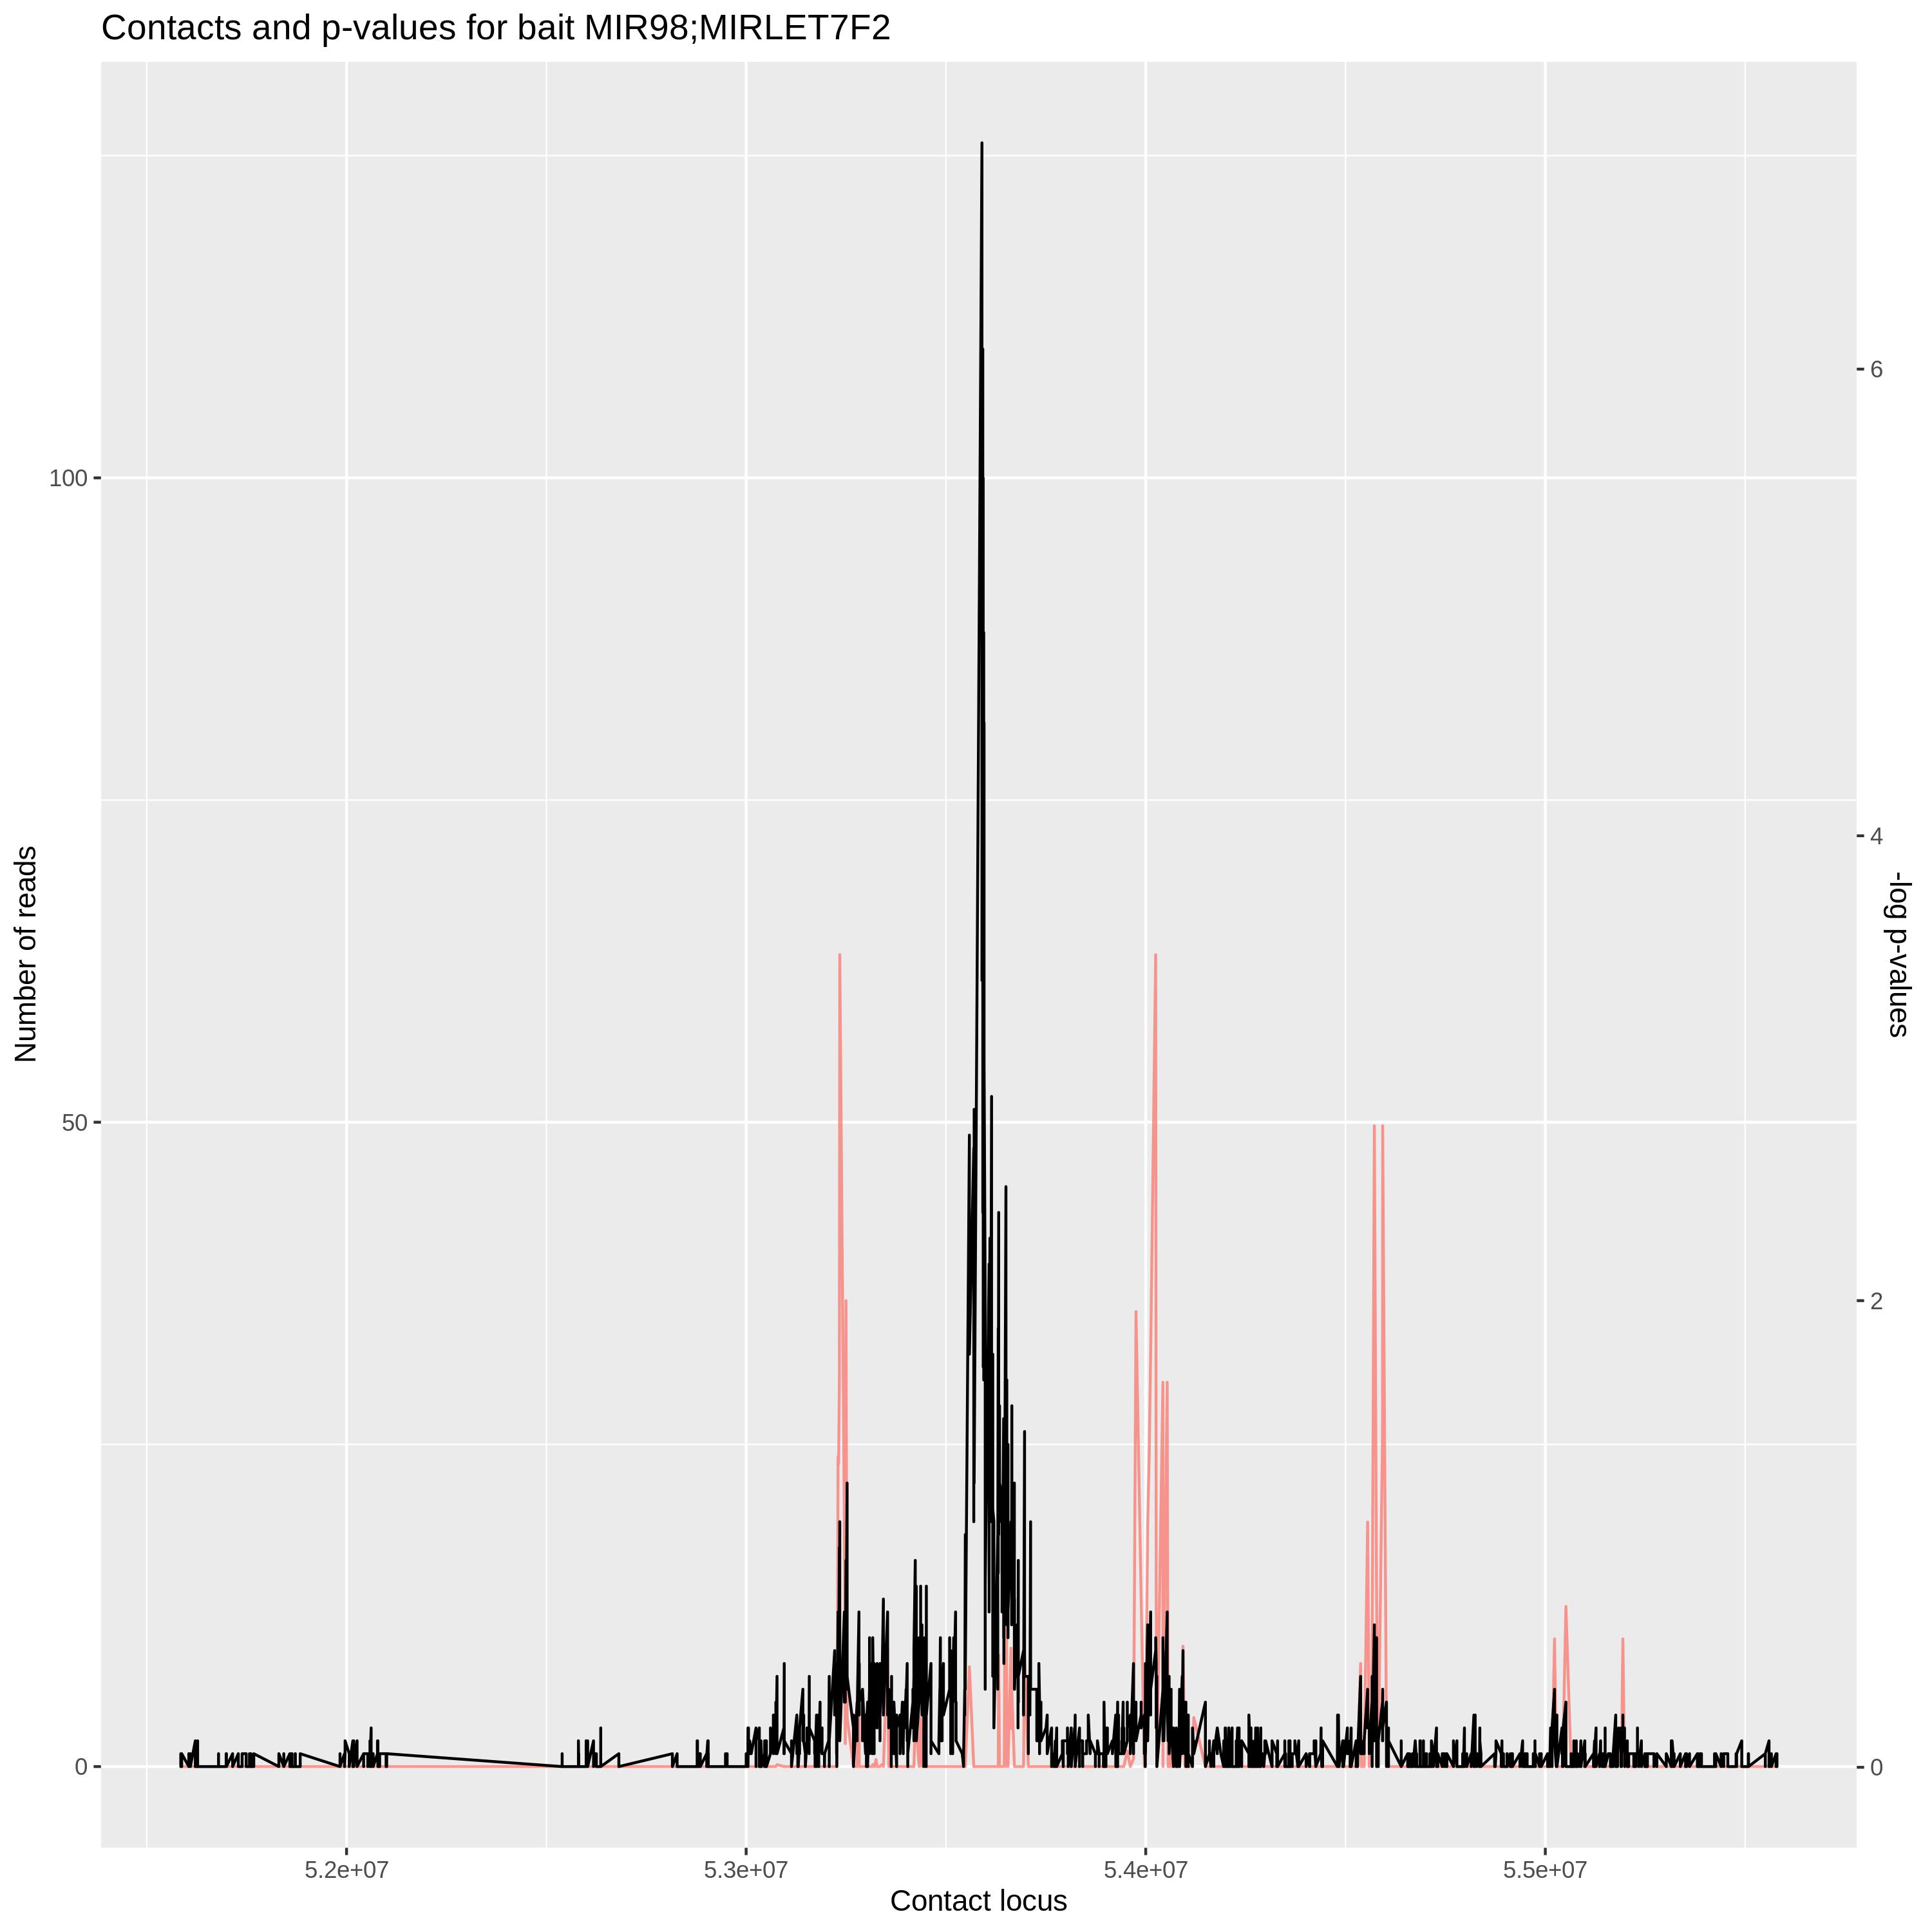 Contacts and p-values for bait MIR98;MIRLET7F2
100
50
0
Number of reads
6
4
2
0
-log p-values
5.2e+07
5.3e+07
5.4e+07
5.5e+07
Contact locus